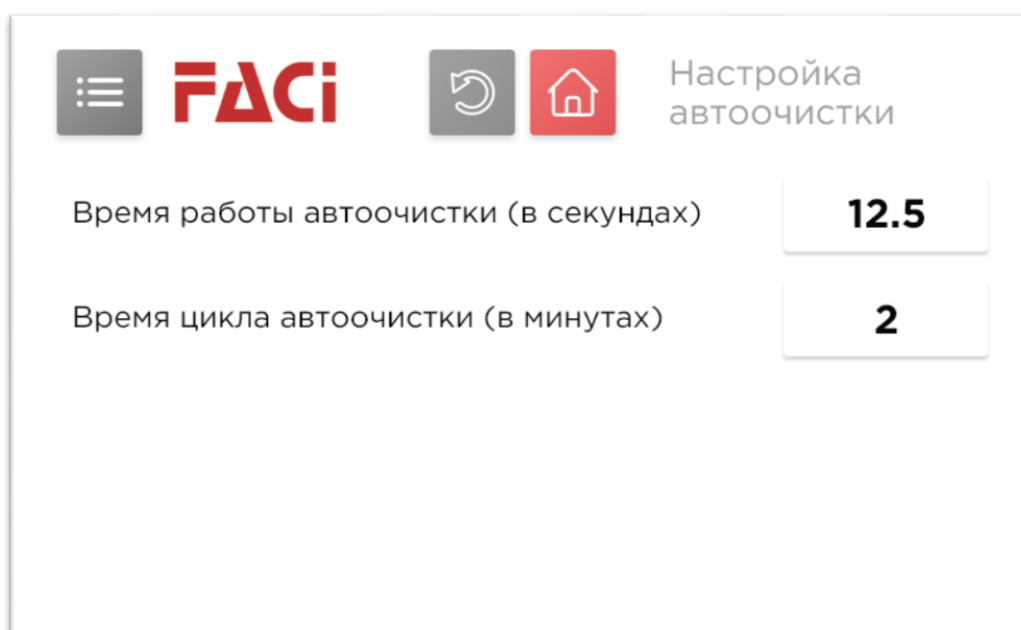 FACi
Настройка
автоочистки
Время работы автоочистки (в секундах)
12.5
Время цикла автоочистки (в минутах)
2